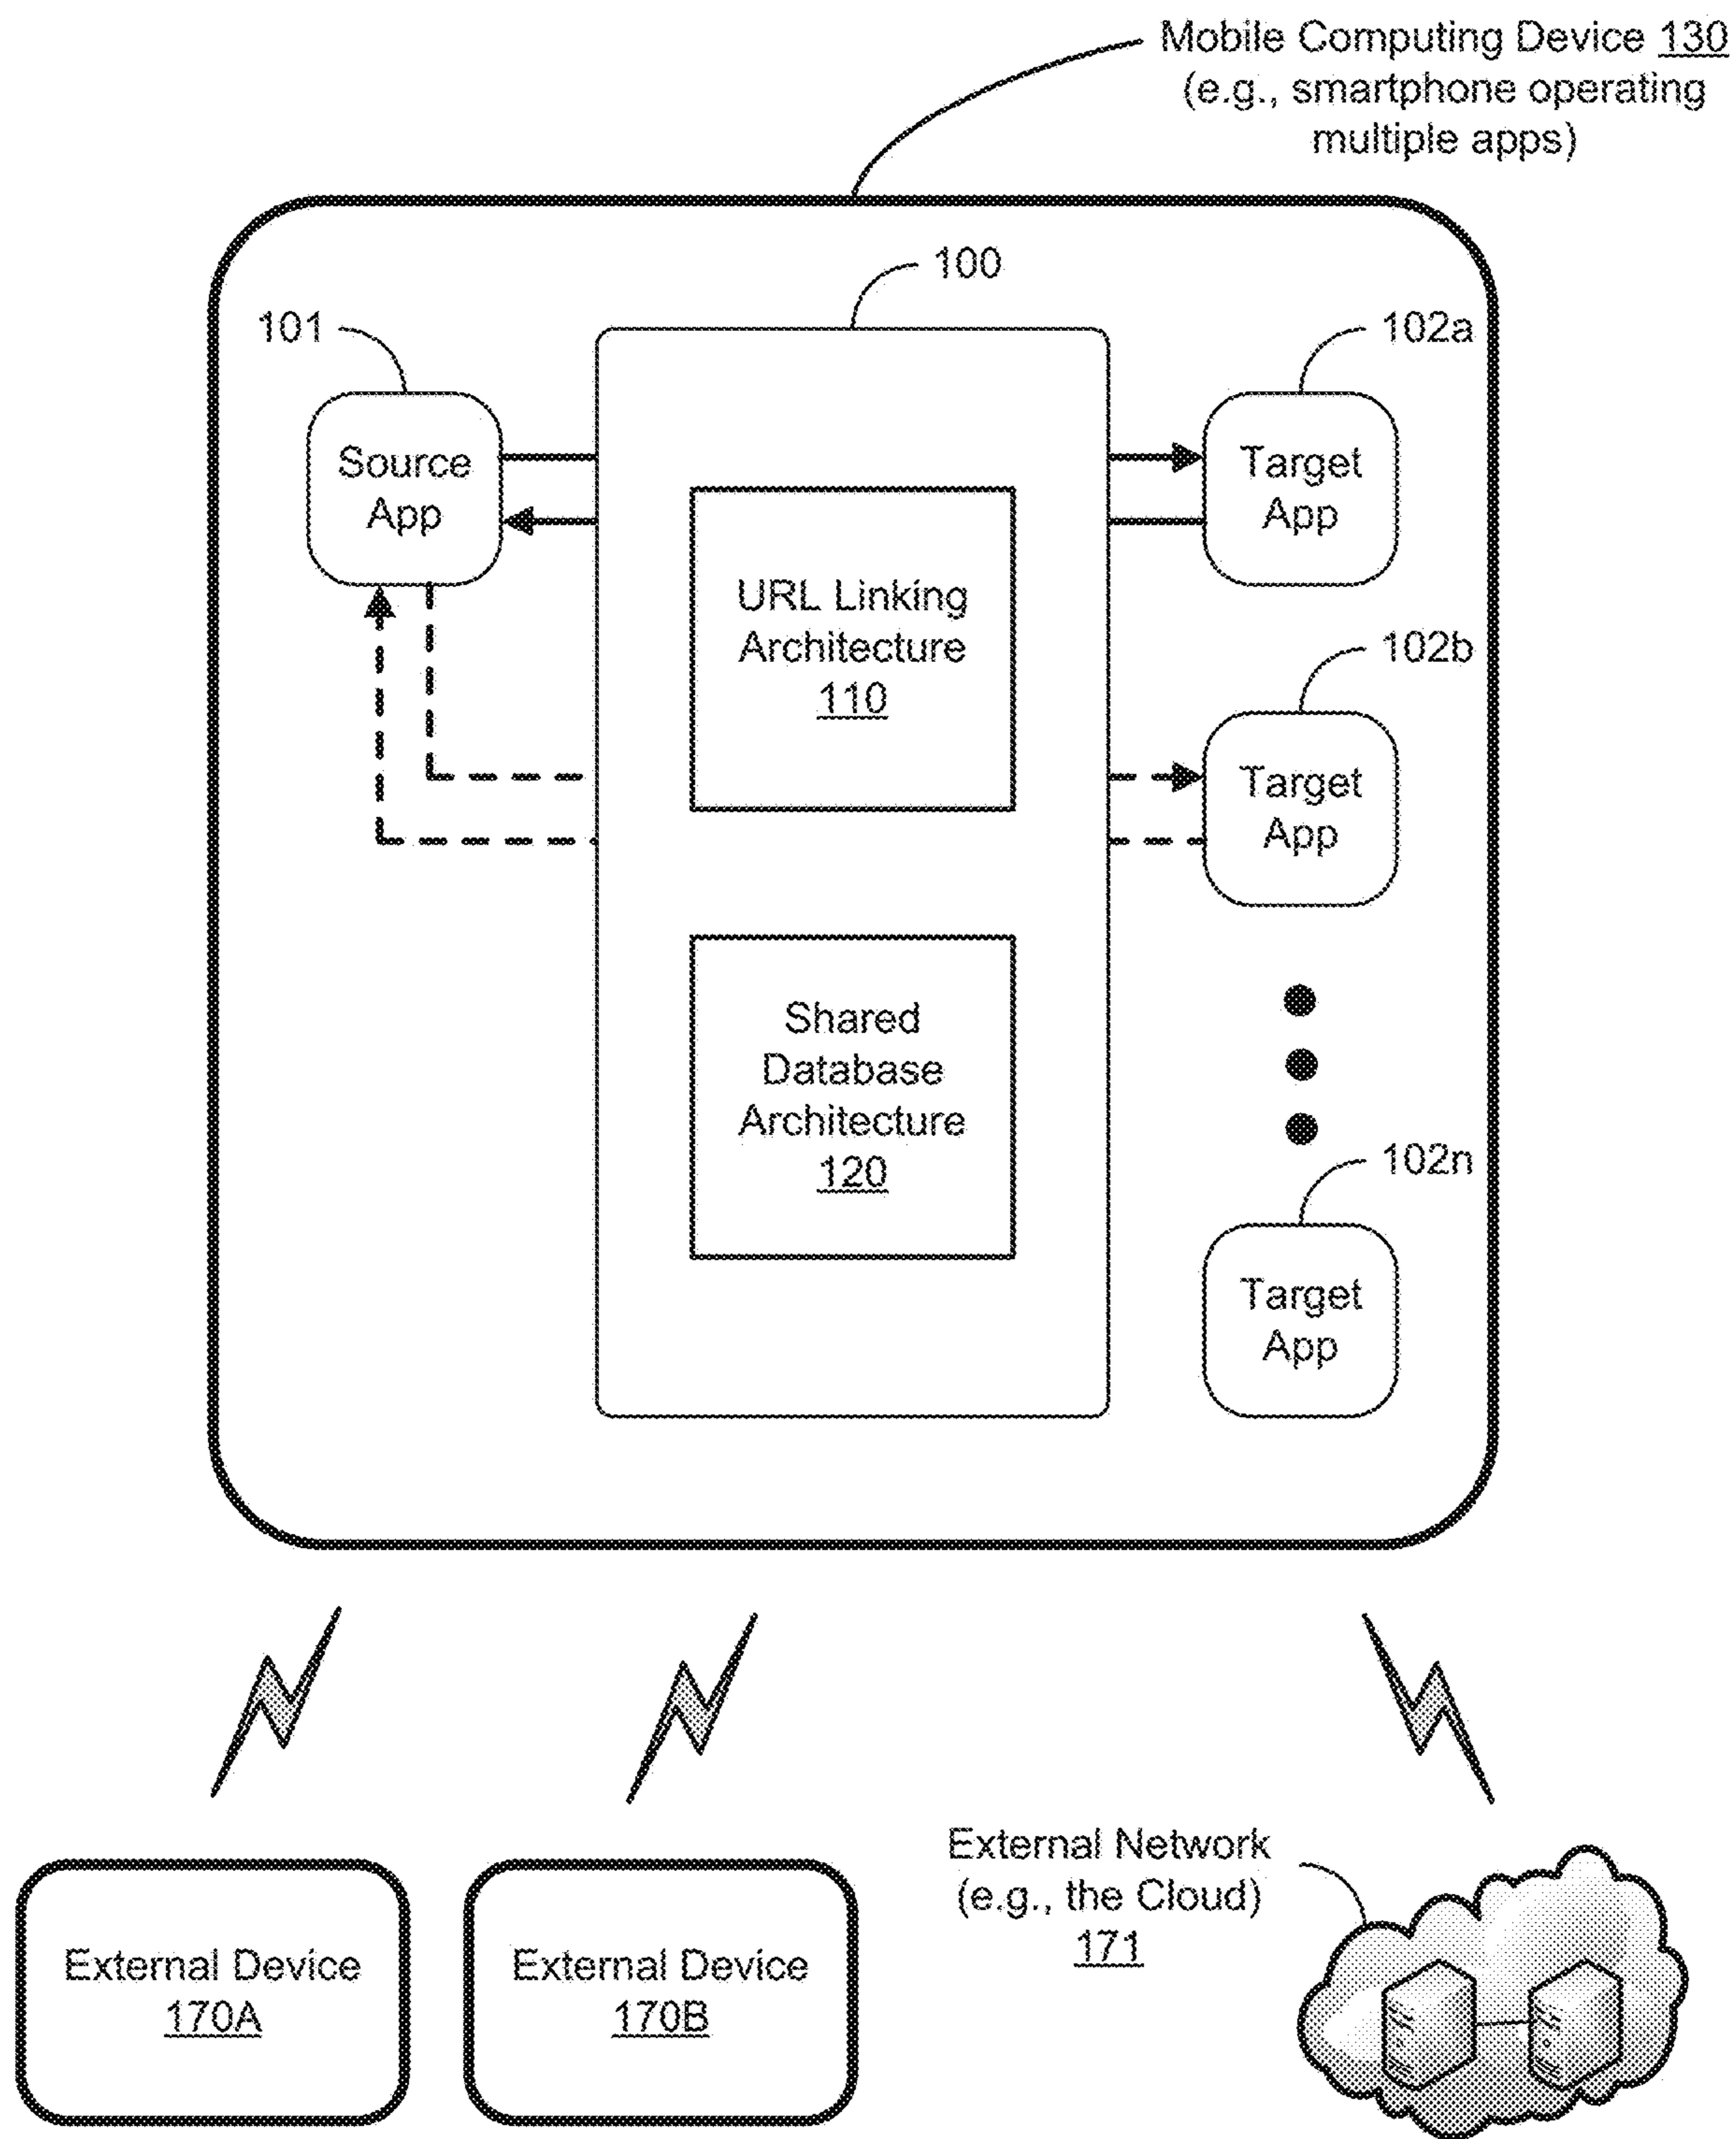 Mobile Computing Device 130
(e.g., smartphone operating
multiple apps)
100
101
102a
Source
App
Target
App
URL Linking
Architecture
110
102b
Target
App
Shared
Database
Architecture
120
102n
Target
App
External Network
(e.g., the Cloud)
171
External Device
170A
External Device
170B